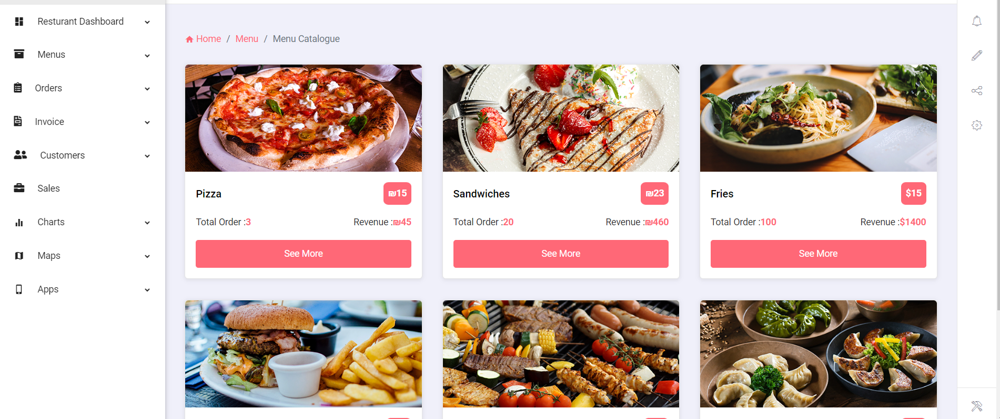 Resturant Dashboard
Menus
Orders
Invoice
Customers
Sales
Charts
Maps
Apps
Home / Menu / Menu Catalogue
Pizza
₪15
Total Order :3
Revenue :₪45
See More
Sandwiches
₪23
Total Order :20
Revenue :₪460
See More
Fries
$15
Total Order :100
Revenue :$1400
See More